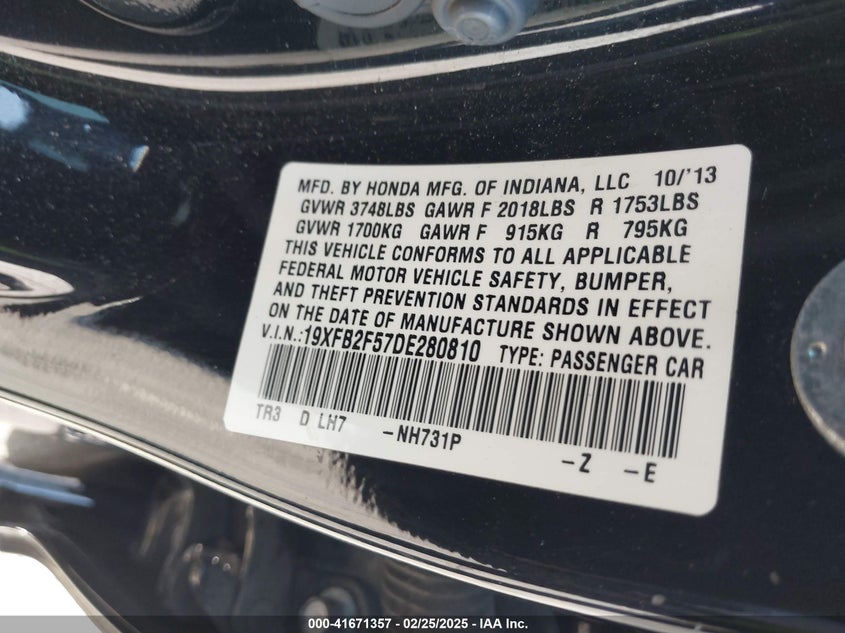 MFD. BY HONDA MFG. OF INDIANA, LLC 10/'13
GVWR 3748LBS GAWR F 2018LBS R 1753LBS
GVWR 1700KG GAWR F 915KG R 795KG
THIS VEHICLE CONFORMS TO ALL APPLICABLE
FEDERAL MOTOR VEHICLE SAFETY, BUMPER,
AND THEFT PREVENTION STANDARDS IN EFFECT
ON THE DATE OF MANUFACTURE SHOWN ABOVE.
V.I.N.:19XFB2F57DE280810 TYPE: PASSENGER CAR
TR3 D LH7 -NH731P -Z -E
000-41671357 - 02/25/2025 - IAA Inc.